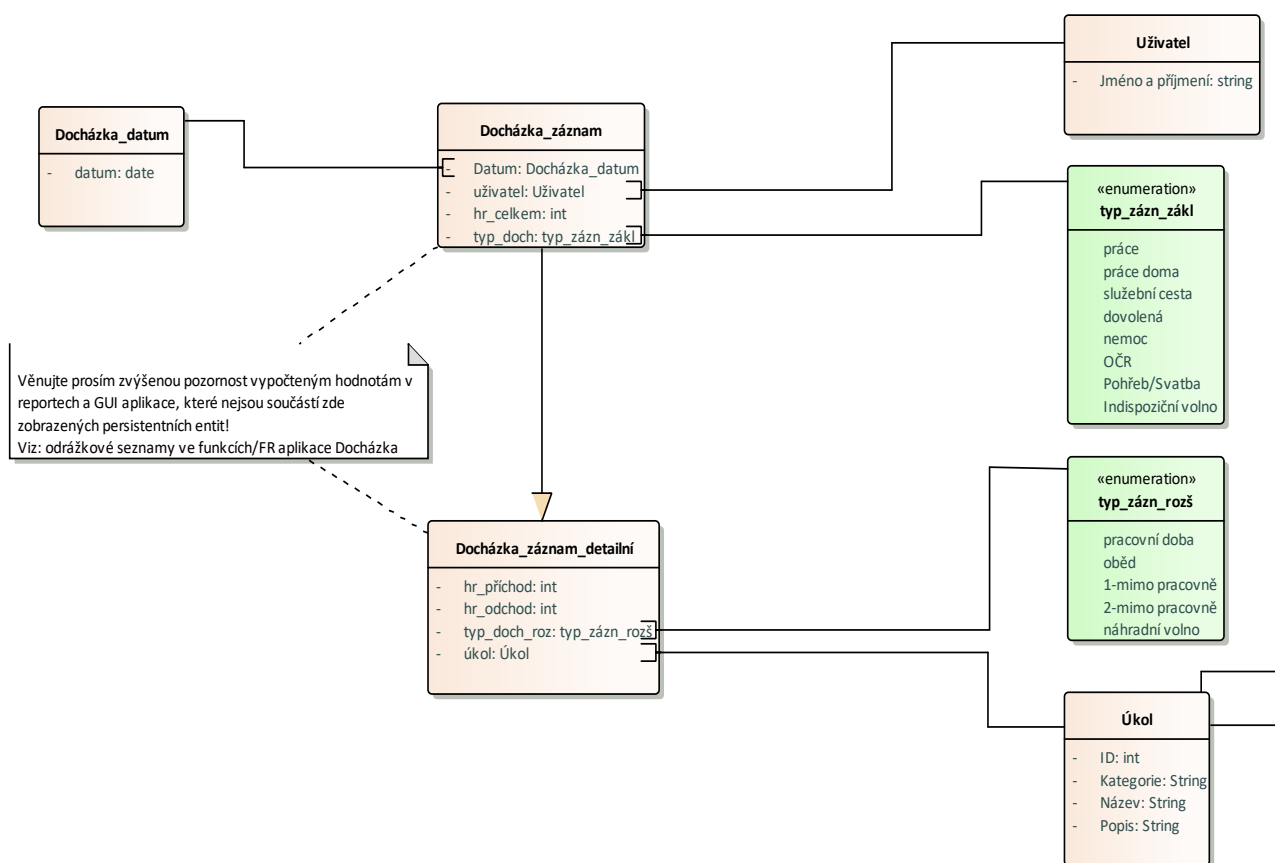 Uživatel
- Jméno a příjmení: string
Docházka_datum
- datum: date
Docházka_záznam
- Datum: Docházka_datum
- uživatel: Uživatel
- hr_celkem: int
- typ_doch: typ_zázn_zákl
«enumeration»
typ_zázn_zákl
práce
práce doma
služební cesta
dovolená
nemoc
OČR
Pohřeb/Svatba
Indispoziční volno
Věnujte prosím zvýšenou pozornost vypočteným hodnotám v
reportech a GUI aplikace, které nejsou součástí zde
zobrazených persistentních entit!
Viz: odrážkové seznamy ve funkcích/FR aplikace Docházka
«enumeration»
typ_zázn_rozš
pracovní doba
oběd
1-mimo pracovně
2-mimo pracovně
náhradní volno
Docházka_záznam_detailní
- hr_příchod: int
- hr_odchod: int
- typ_doch_roz: typ_zázn_rozš
- úkol: Úkol
Úkol
- ID: int
- Kategorie: String
- Název: String
- Popis: String